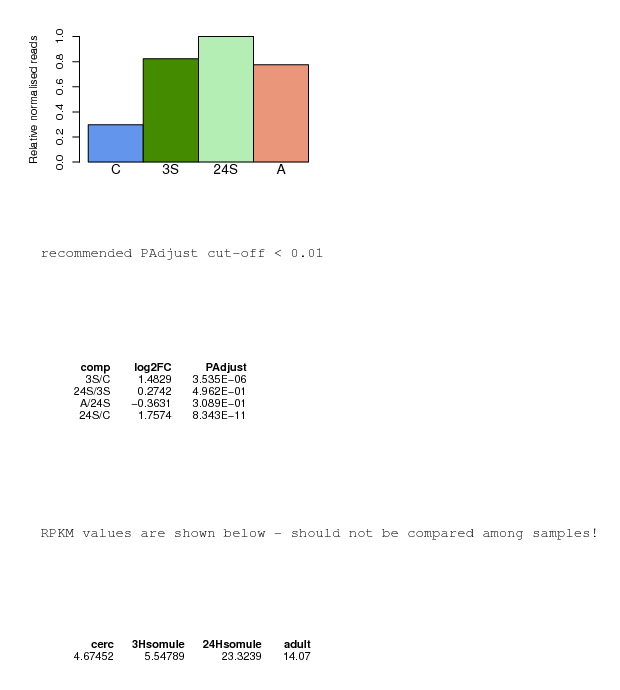 Relative normalised reads
1.0
0.8
0.6
0.4
0.2
0.0
C 3S 24S A
recommended PAdjust cut-off < 0.01
comp log2FC PAdjust
3S/C 1.4829 3.535E−06
24S/3S 0.2742 4.962E−01
A/24S −0.3631 3.089E−01
24S/C 1.7574 8.343E−11
RPKM values are shown below - should not be compared among samples!
cerc 3Hsomule 24Hsomule adult
4.67452 5.54789 23.3239 14.07